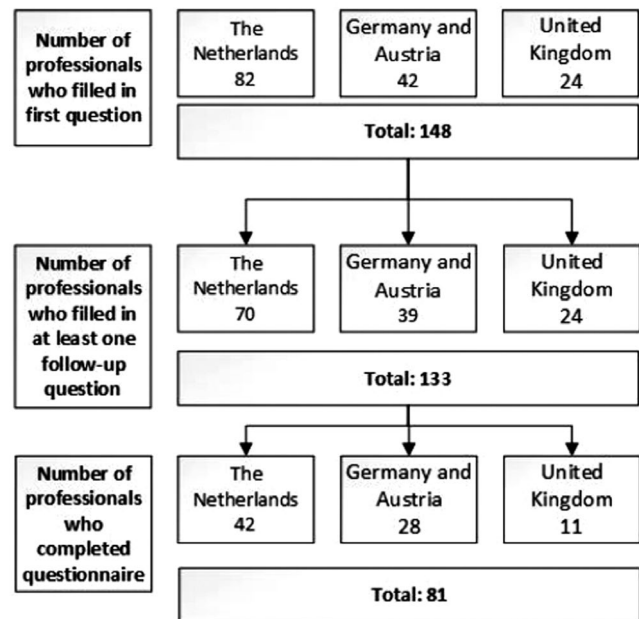 Number of
professionals
who filled in
first question
The
Netherlands
82
Germany and
Austria
42
United
Kingdom
24
Total: 148
Number of
professionals
who filled in
at least one
follow-up
question
The
Netherlands
70
Germany and
Austria
39
United
Kingdom
24
Total: 133
Number of
professionals
who
completed
questionnaire
The
Netherlands
42
Germany and
Austria
28
United
Kingdom
11
Total: 81